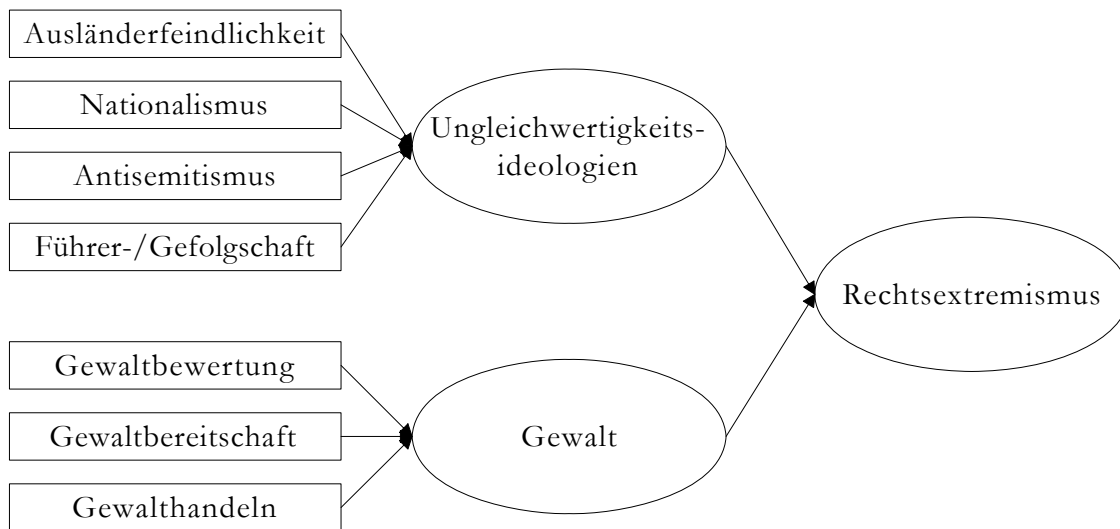 Ausländerfeindlichkeit
Nationalismus
Antisemitismus
Führer-/Gefolgschaft
Ungleichwertigkeits-
ideologien
Rechtsextremismus
Gewaltbewertung
Gewaltbereitschaft
Gewalthandeln
Gewalt